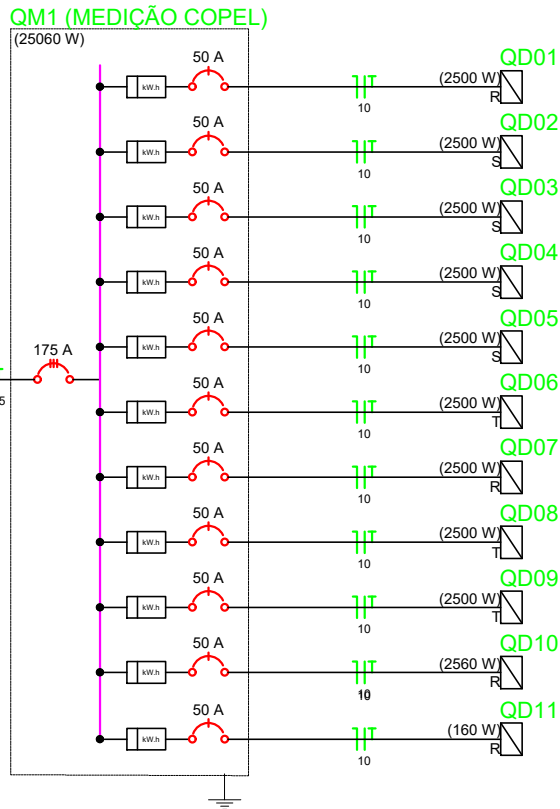 QM1 (MEDIÇÃO COPEL)
(25060 W)
50 A
kW.h
10
(2500 W)
R
QD01
50 A
kW.h
10
(2500 W)
S
QD02
50 A
kW.h
10
(2500 W)
S
QD03
50 A
kW.h
10
(2500 W)
S
QD04
50 A
kW.h
10
(2500 W)
S
QD05
175 A
5
50 A
kW.h
10
(2500 W)
T
QD06
50 A
kW.h
10
(2500 W)
R
QD07
50 A
kW.h
10
(2500 W)
T
QD08
50 A
kW.h
10
(2500 W)
T
QD09
50 A
kW.h
(2560 W)
R
QD10
50 A
kW.h
10
(160 W)
R
QD11